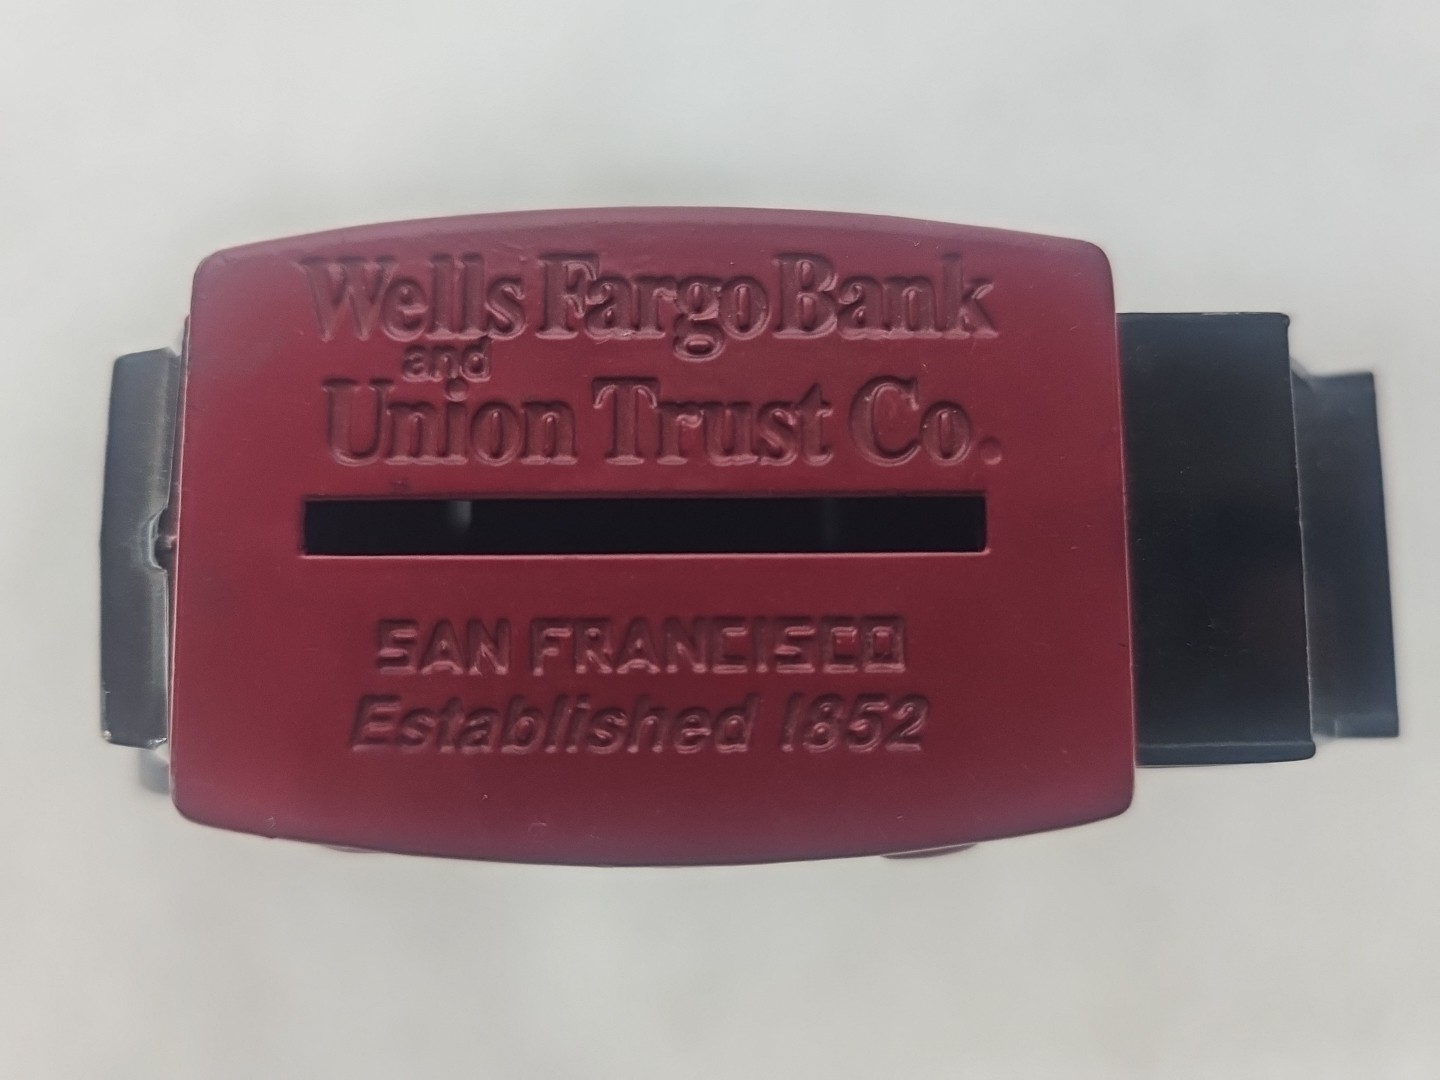 Wells Fargo Bank
and
Union Trust Co.
SAN FRANCISCO
Established 1852